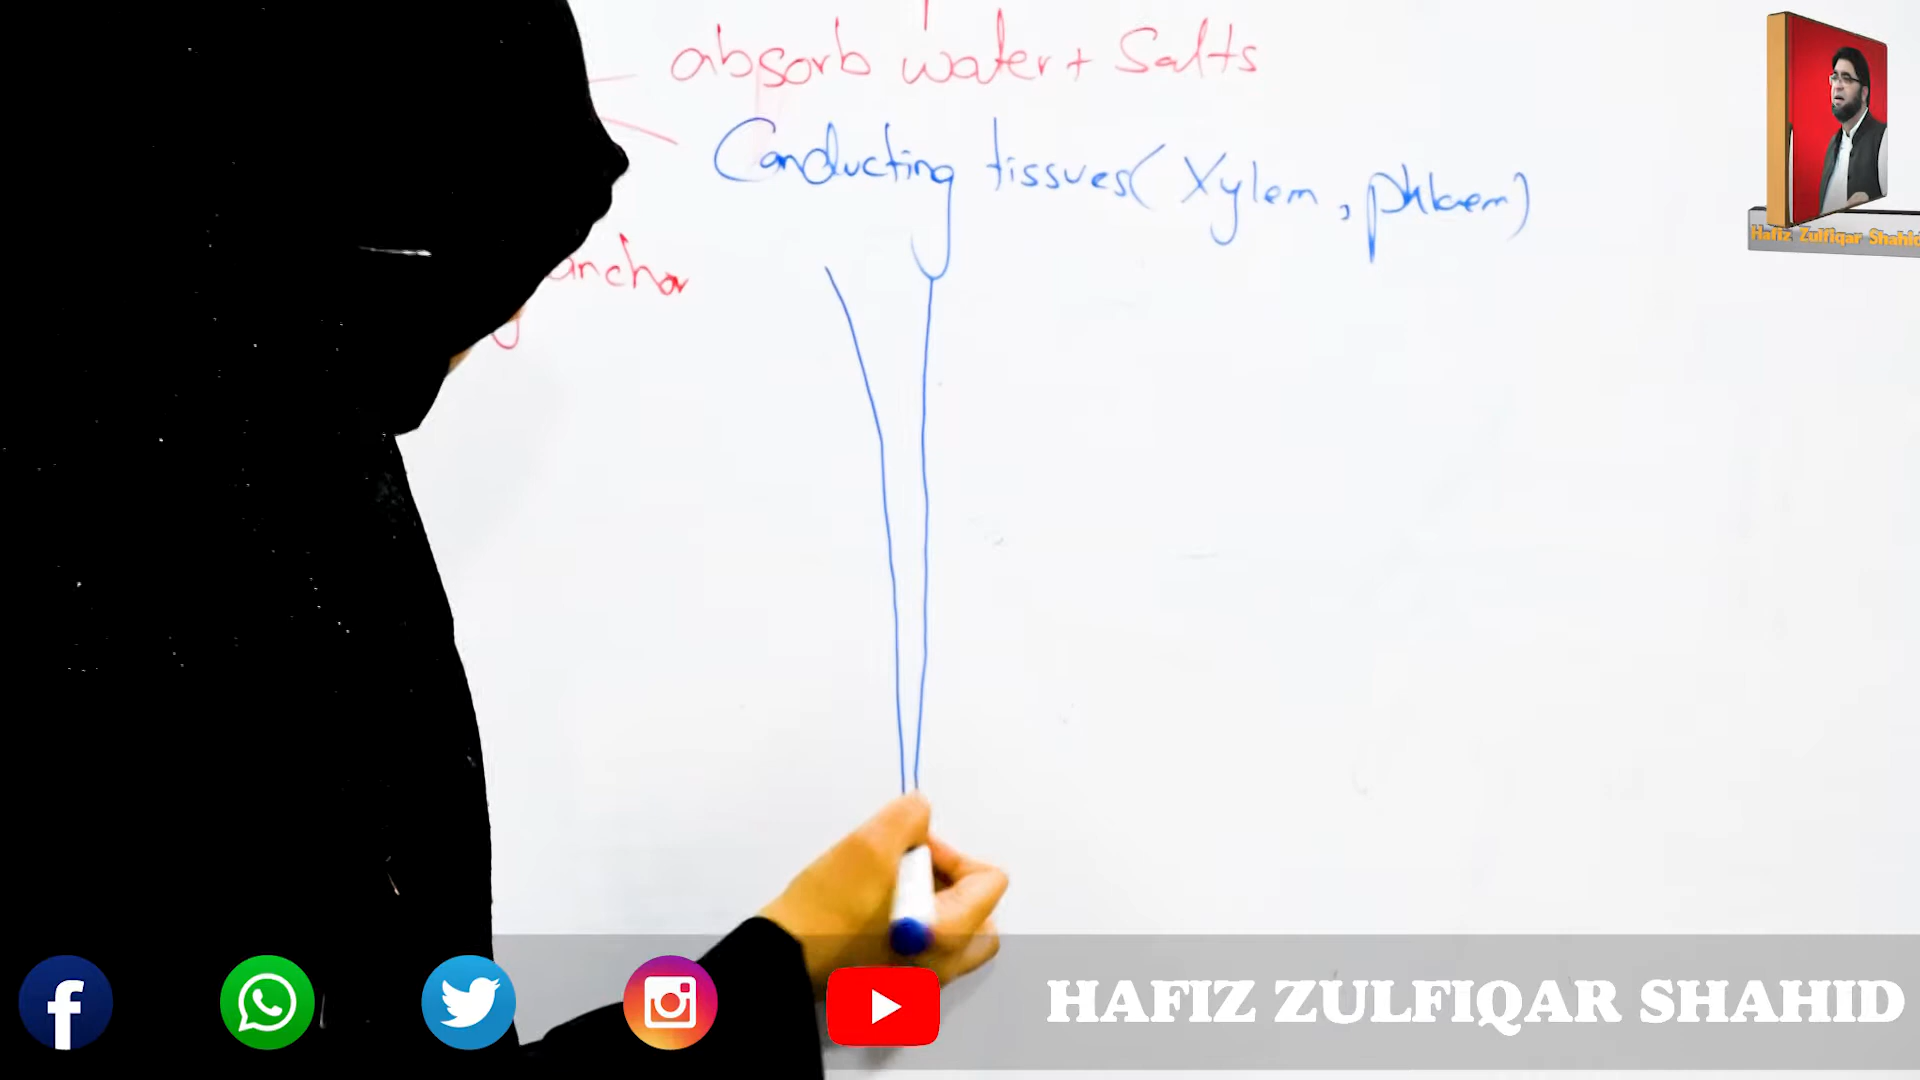 absorb water + Salts
Conducting tissues (Xylem, phloem)
anchor
Hafiz Zulfiqar Shahid
HAFIZ ZULFIQAR SHAHID